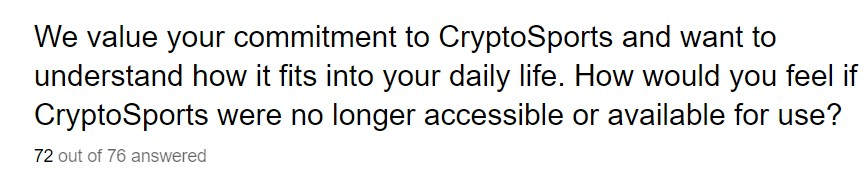 We value your commitment to CryptoSports and want to
understand how it fits into your daily life. How would you feel if
CryptoSports were no longer accessible or available for use?
72 out of 76 answered